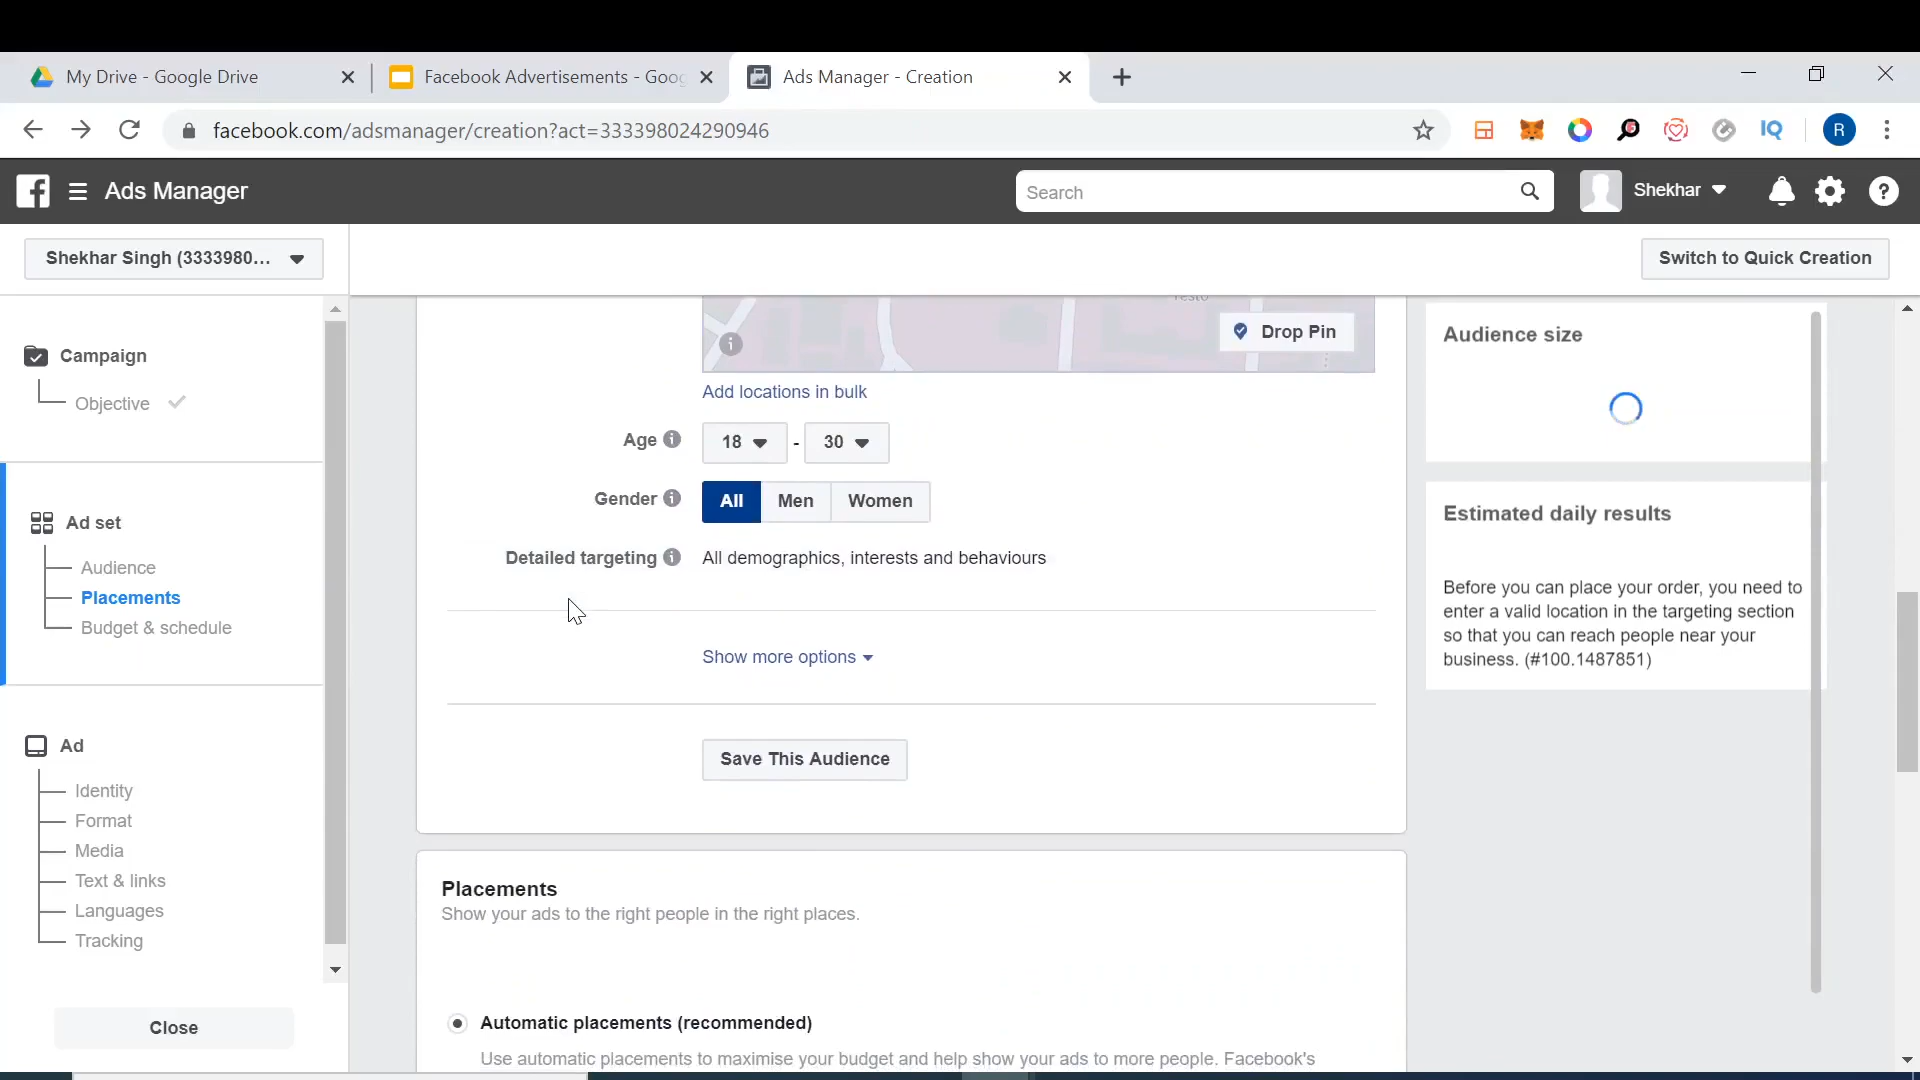 My Drive - Google Drive
Facebook Advertisements - Goog
Ads Manager - Creation
facebook.com/adsmanager/creation?act=333398024290946
IQ
R
Ads Manager
Search
Shekhar
Shekhar Singh (3333980...
Switch to Quick Creation
Campaign
Objective
Ad set
Audience
Placements
Budget & schedule
Ad
Identity
Format
Media
Text & links
Languages
Tracking
Close
Testo
Drop Pin
Add locations in bulk
Age 18 - 30
Gender All Men Women
Detailed targeting All demographics, interests and behaviours
Show more options
Save This Audience
Placements
Show your ads to the right people in the right places.
Automatic placements (recommended)
Use automatic placements to maximise your budget and help show your ads to more people. Facebook's
Audience size
Estimated daily results
Before you can place your order, you need to
enter a valid location in the targeting section
so that you can reach people near your
business. (#100.1487851)